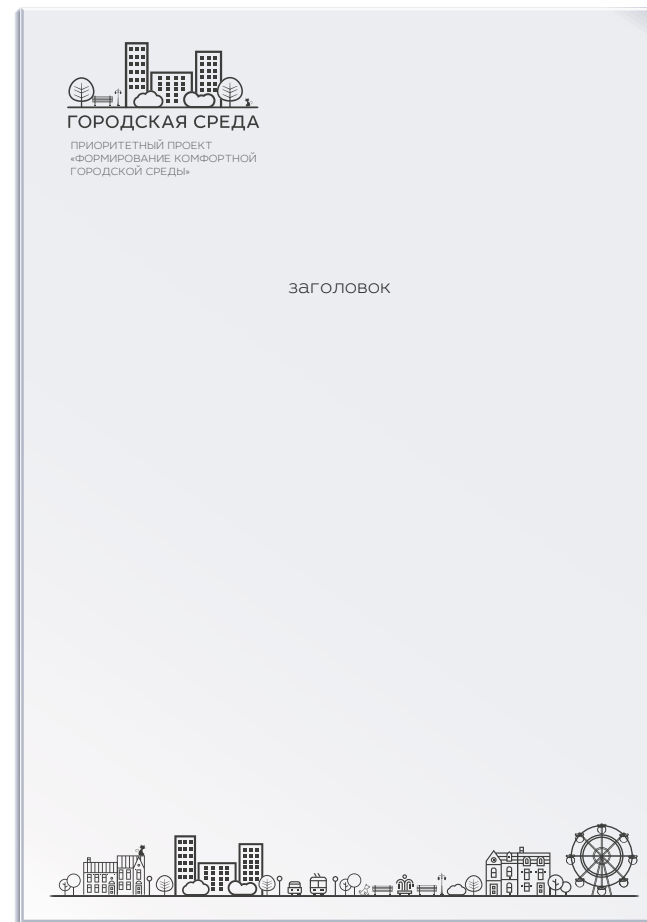 ГОРОДСКАЯ СРЕДА
ПРИОРИТЕТНЫЙ ПРОЕКТ
«ФОРМИРОВАНИЕ КОМФОРТНОЙ
ГОРОДСКОЙ СРЕДЫ»
заголовок